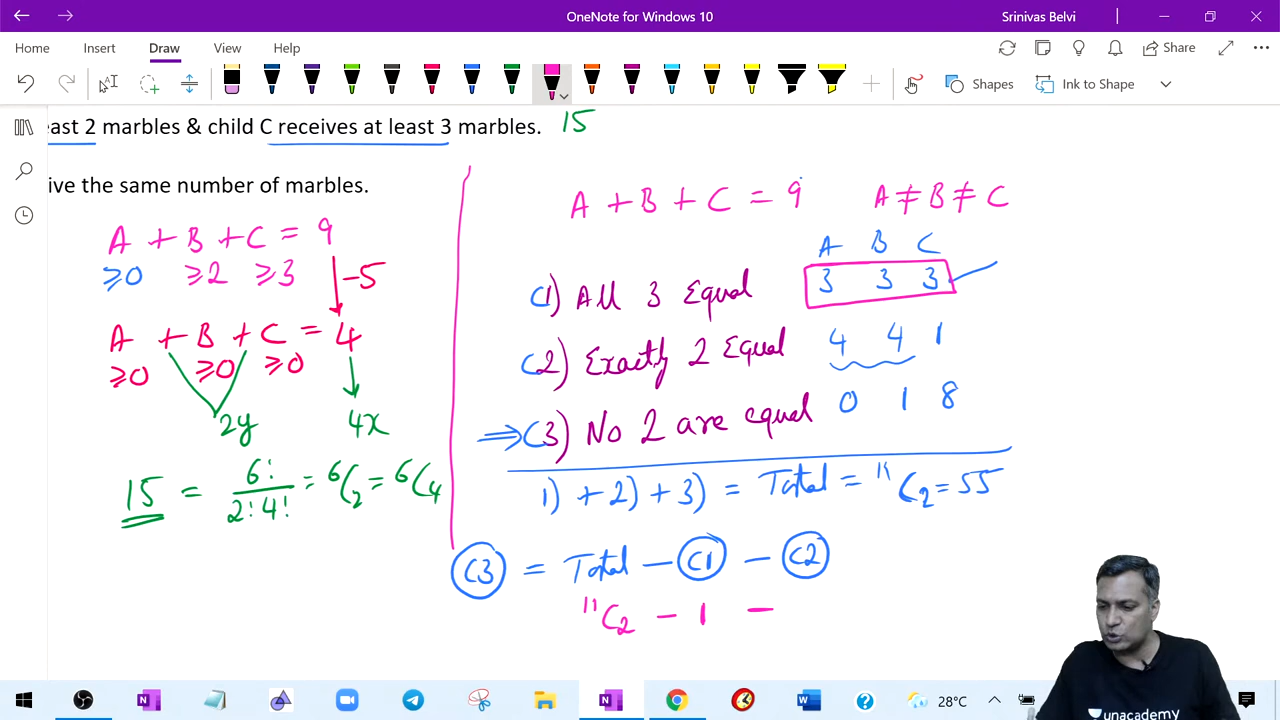 OneNote for Windows 10
Srinivas Belvi
Home Insert Draw View Help Share
Shapes Ink to Shape
east 2 marbles & child C receives at least 3 marbles. 15
ive the same number of marbles.
A + B + C = 9
≥0 ≥2 ≥3 -5
A + B + C = 4
≥0 ≥0 ≥0
2y 4x
15 = 6!/2!4! = ⁶C₂ = ⁶C₄
A + B + C = 9 A ≠ B ≠ C
A B C
C1) All 3 Equal 3 3 3
C2) Exactly 2 Equal 4 4 1
⇒ C3) No 2 are equal 0 1 8
1) + 2) + 3) = Total = ¹¹C₂ = 55
C3 = Total - C1 - C2
¹¹C₂ - 1 -
unacademy
28°C